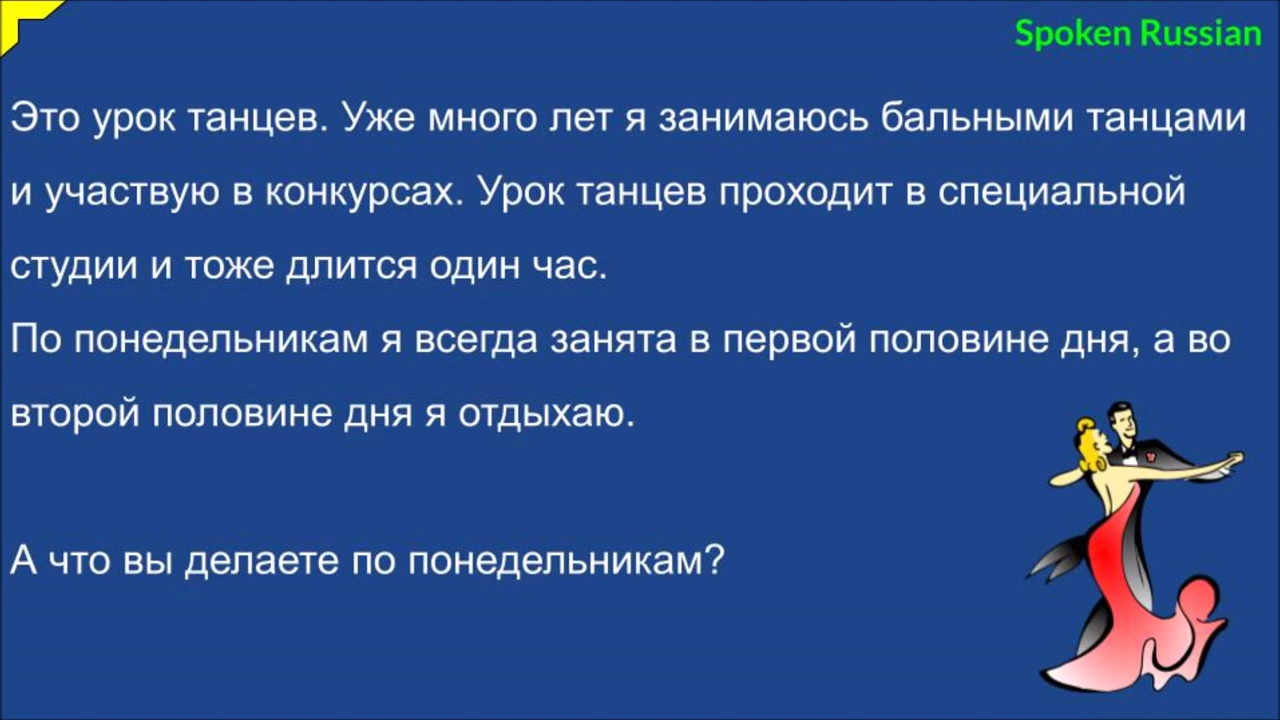 Spoken Russian
Это урок танцев. Уже много лет я занимаюсь бальными танцами
и участвую в конкурсах. Урок танцев проходит в специальной
студии и тоже длится один час.
По понедельникам я всегда занята в первой половине дня, а во
второй половине дня я отдыхаю.
А что вы делаете по понедельникам?